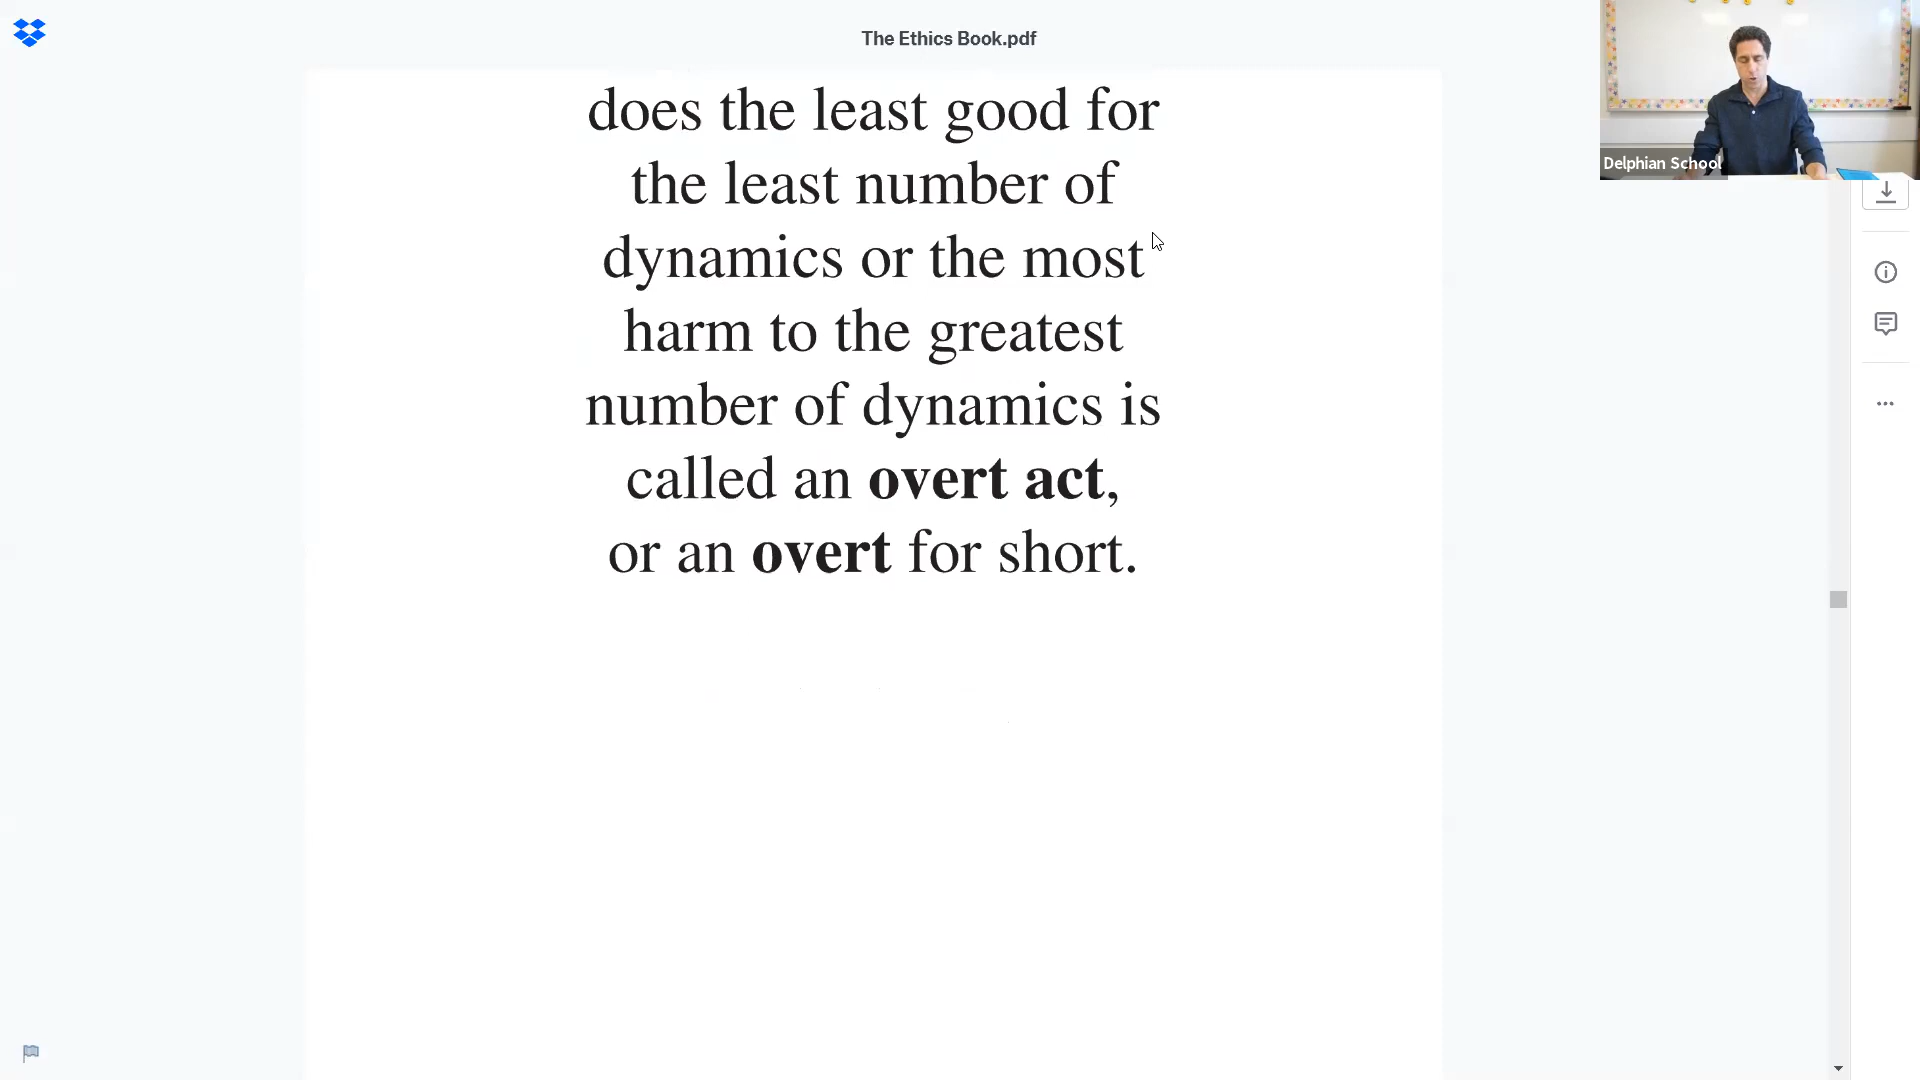 The Ethics Book.pdf
does the least good for
the least number of
dynamics or the most
harm to the greatest
number of dynamics is
called an overt act,
or an overt for short.
Delphian School